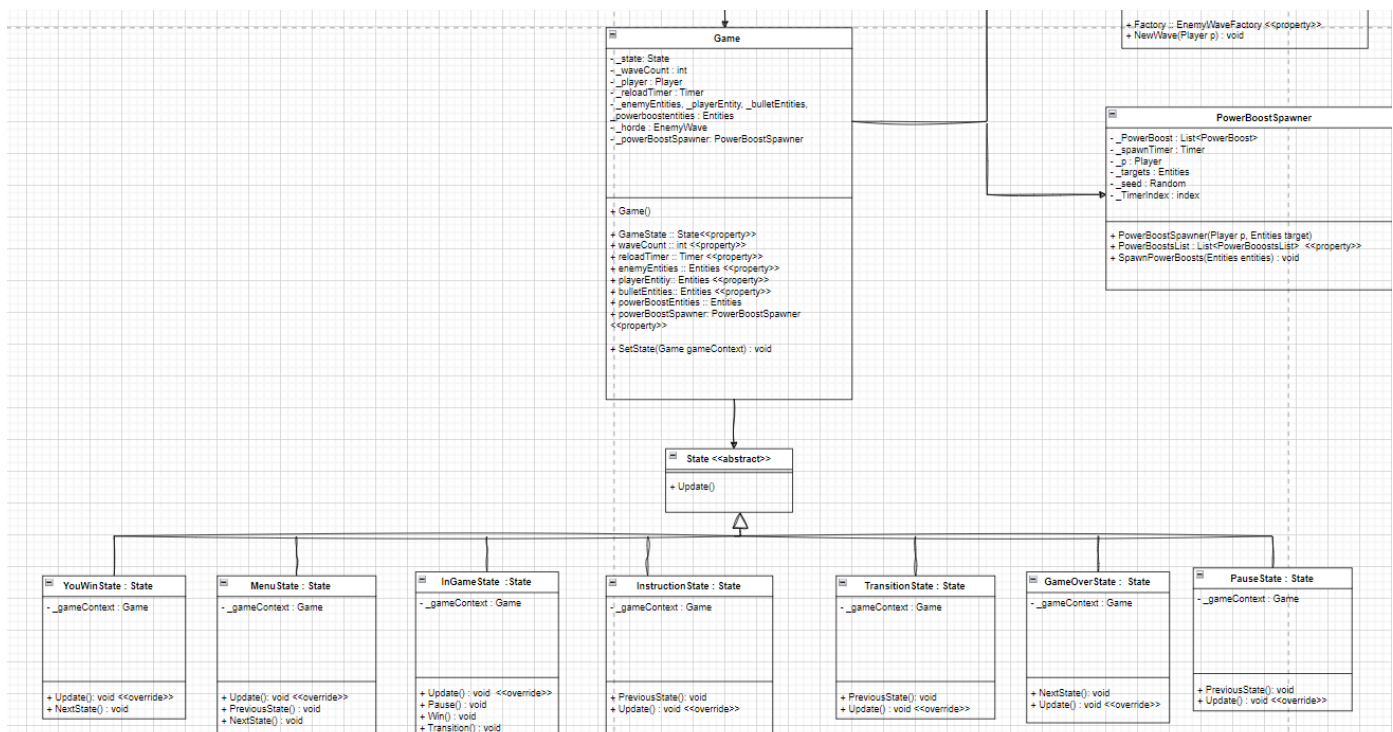 + Factory :: EnemyWaveFactory <<property>>
+ NewWave(Player p) : void
Game
- _state: State
- _waveCount : int
- _player : Player
- _reloadTimer : Timer
- _enemyEntities, _playerEntity, _bulletEntities,
_powerboostentities : Entities
- _horde : EnemyWave
- _powerBoostSpawner: PowerBoostSpawner
+ Game()
+ GameState :: State<<property>>
+ waveCount :: int <<property>>
+ reloadTimer :: Timer <<property>>
+ enemyEntities :: Entities <<property>>
+ playerEntitiy:: Entities <<property>>
+ bulletEntities:: Entities <<property>>
+ powerBoostEntities :: Entities
+ powerBoostSpawner: PowerBoostSpawner
<<property>>
+ SetState(Game gameContext) : void
PowerBoostSpawner
- _PowerBoost : List<PowerBoost>
- _spawnTimer : Timer
- _p : Player
- _targets : Entities
- _seed : Random
- _TimerIndex : index
+ PowerBoostSpawner(Player p, Entities target)
+ PowerBoostsList : List<PowerBooostsList> <<property>>
+ SpawnPowerBoosts(Entities entities) : void
State <<abstract>>
+ Update()
YouWinState : State
- _gameContext : Game
+ Update(): void <<override>>
+ NextState() : void
MenuState : State
- _gameContext : Game
+ Update() : void <<override>>
+ PreviousState() : void
+ NextState() : void
InGameState :State
- _gameContext : Game
+ Update() : void <<override>>
+ Pause() : void
+ Win() : void
+ Transition() : void
InstructionState : State
- _gameContext : Game
+ PreviousState(): void
+ Update() : void <<override>>
TransitionState : State
- _gameContext : Game
+ PreviousState() : void
+ Update() : void <<override>>
GameOverState : State
- _gameContext : Game
+ NextState(): void
+ Update() : void <<override>>
PauseState : State
- _gameContext : Game
+ PreviousState() : void
+ Update() : void <<override>>